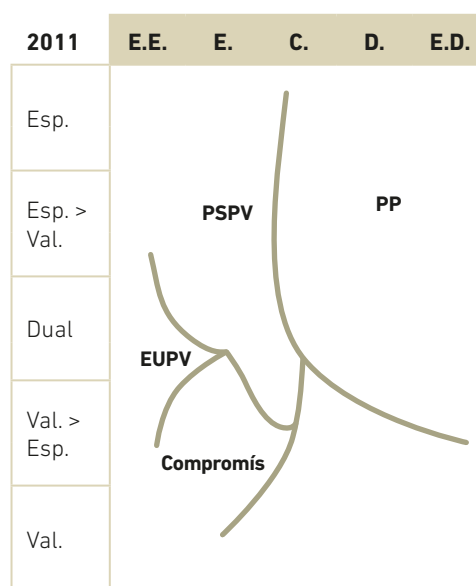 2011 E.E. E. C. D. E.D.
Esp.
Esp. >
Val.
PSPV
PP
Dual
EUPV
Val. >
Esp.
Compromís
Val.